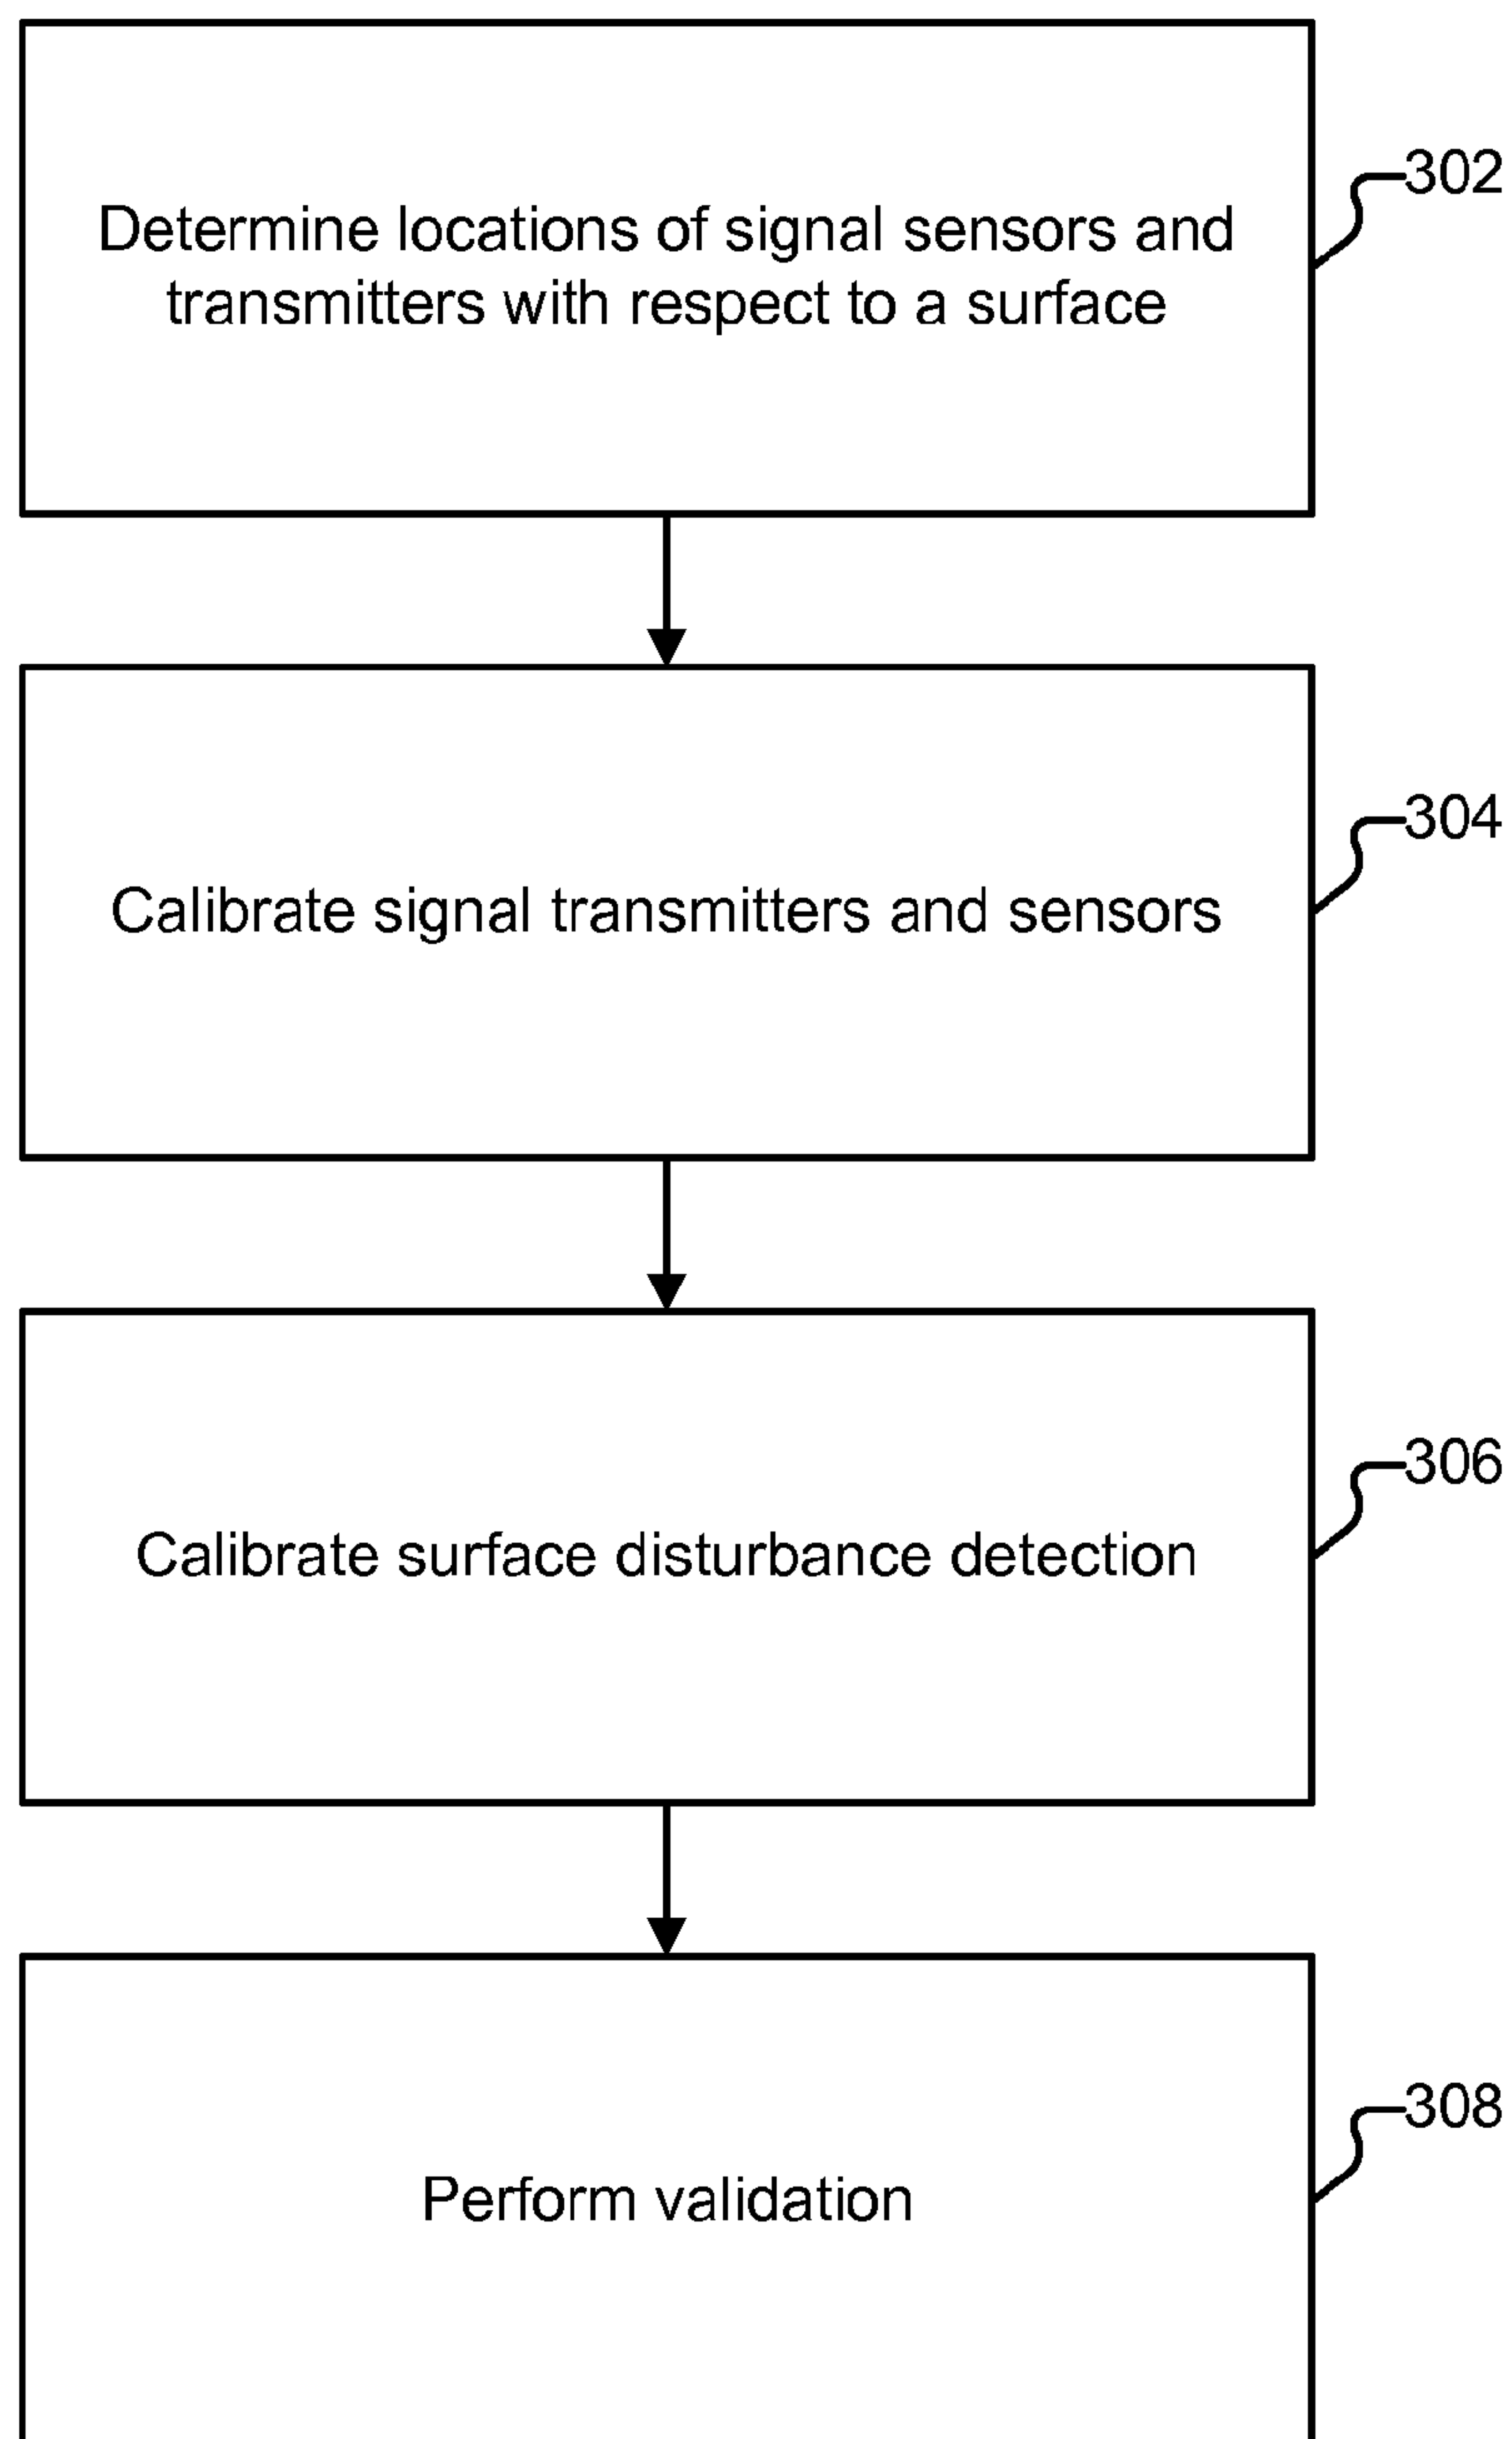 302
Determine locations of signal sensors and
transmitters with respect to a surface
304
Calibrate signal transmitters and sensors
306
Calibrate surface disturbance detection
308
Perform validation